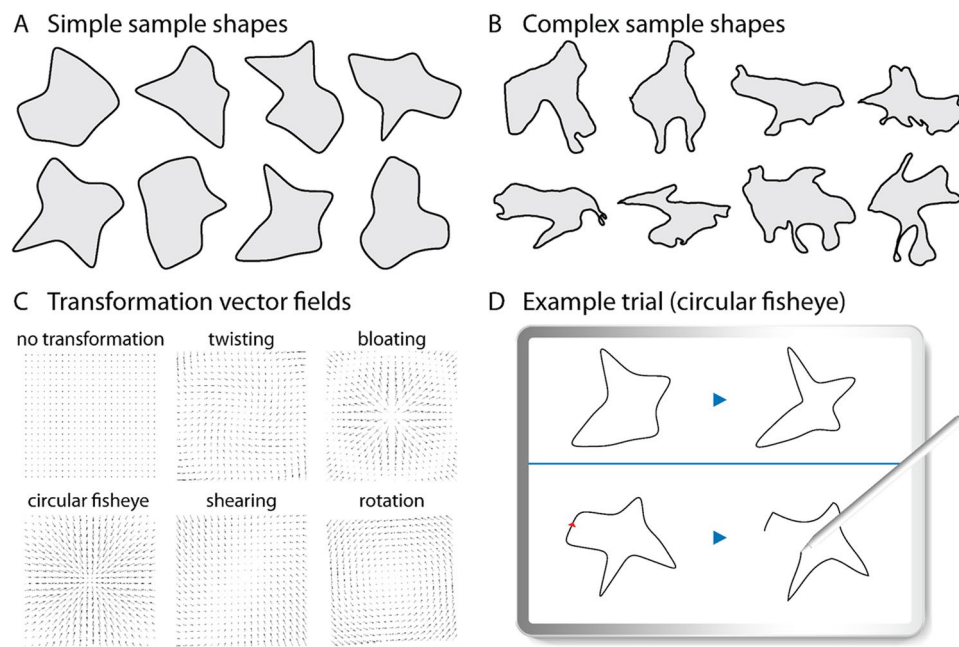 A Simple sample shapes
B Complex sample shapes
C Transformation vector fields
no transformation
twisting
bloating
circular fisheye
shearing
rotation
D Example trial (circular fisheye)